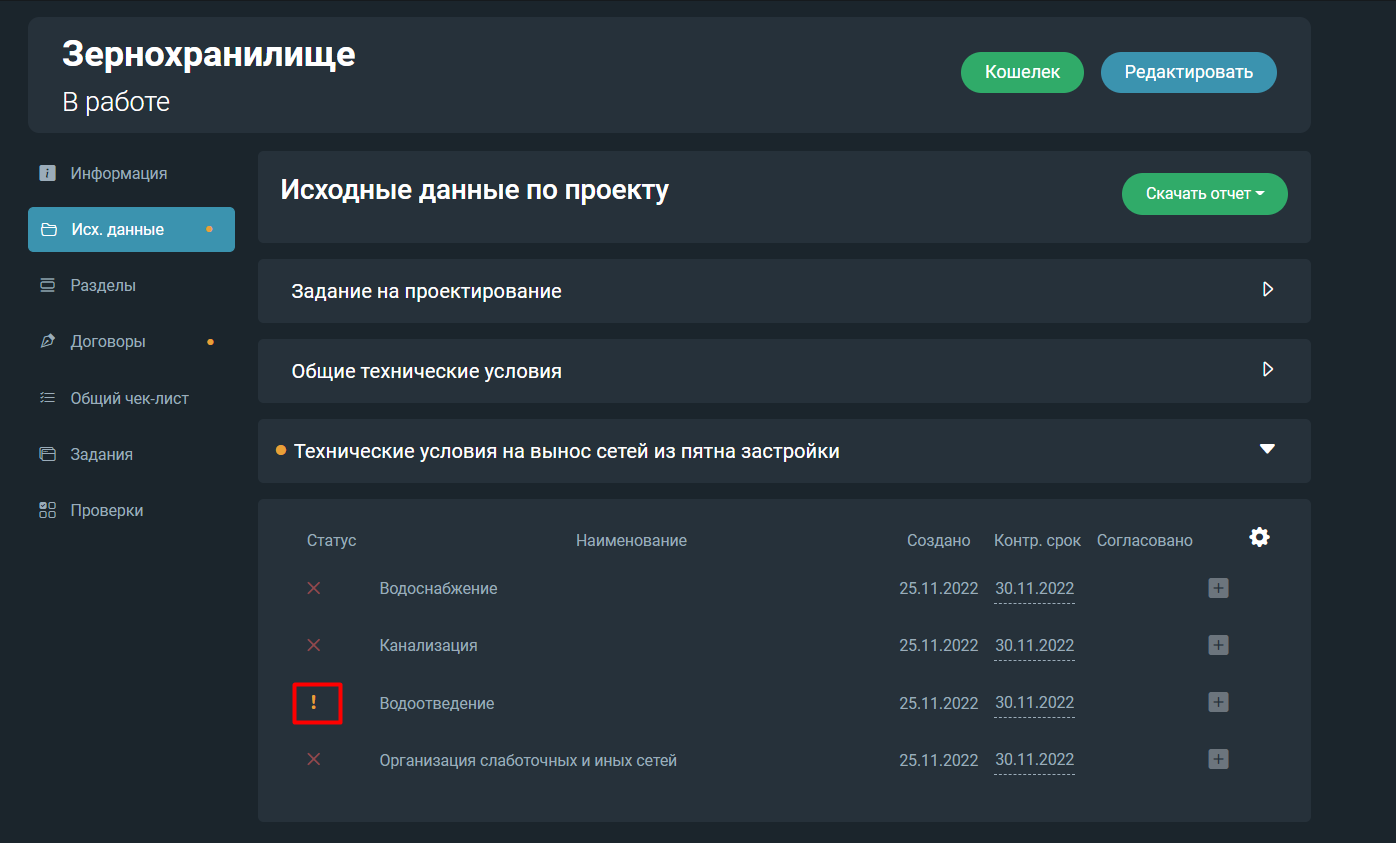 Зернохранилище
В работе
Кошелек
Редактировать
Информация
Исх. данные
Разделы
Договоры
Общий чек-лист
Задания
Проверки
Исходные данные по проекту
Скачать отчет
Задание на проектирование
Общие технические условия
Технические условия на вынос сетей из пятна застройки
Статус Наименование Создано Контр. срок Согласовано
Водоснабжение 25.11.2022 30.11.2022
Канализация 25.11.2022 30.11.2022
! Водоотведение 25.11.2022 30.11.2022
Организация слаботочных и иных сетей 25.11.2022 30.11.2022